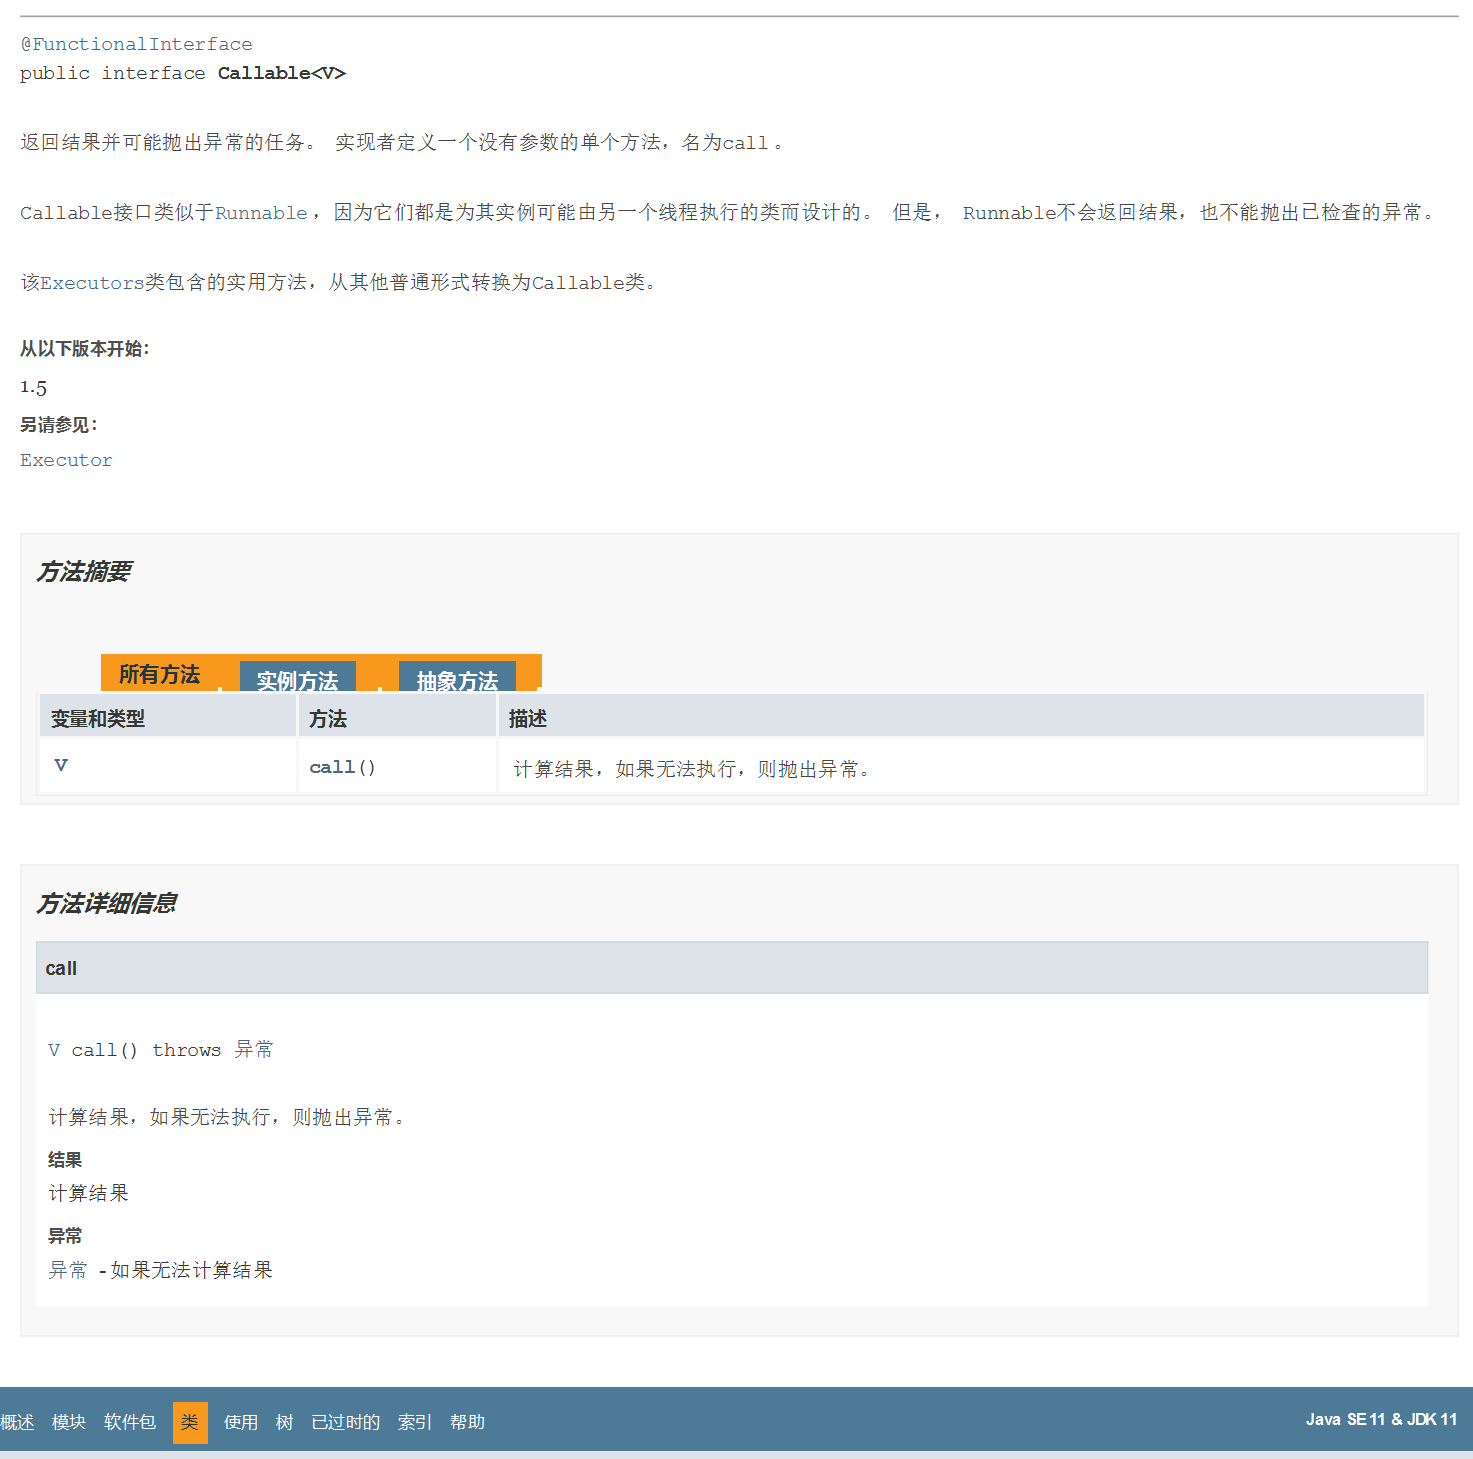 @FunctionalInterface
public interface Callable<V>
返回结果并可能抛出异常的任务。 实现者定义一个没有参数的单个方法，名为call 。
Callable接口类似于Runnable ，因为它们都是为其实例可能由另一个线程执行的类而设计的。 但是， Runnable不会返回结果，也不能抛出已检查的异常。
该Executors类包含的实用方法，从其他普通形式转换为Callable类。
从以下版本开始：
1.5
另请参见：
Executor
方法摘要
所有方法 实例方法 抽象方法
变量和类型 方法 描述
V call() 计算结果，如果无法执行，则抛出异常。
方法详细信息
call
V call() throws 异常
计算结果，如果无法执行，则抛出异常。
结果
计算结果
异常
异常 - 如果无法计算结果
概述 模块 软件包 类 使用 树 已过时的 索引 帮助 Java SE 11 & JDK 11